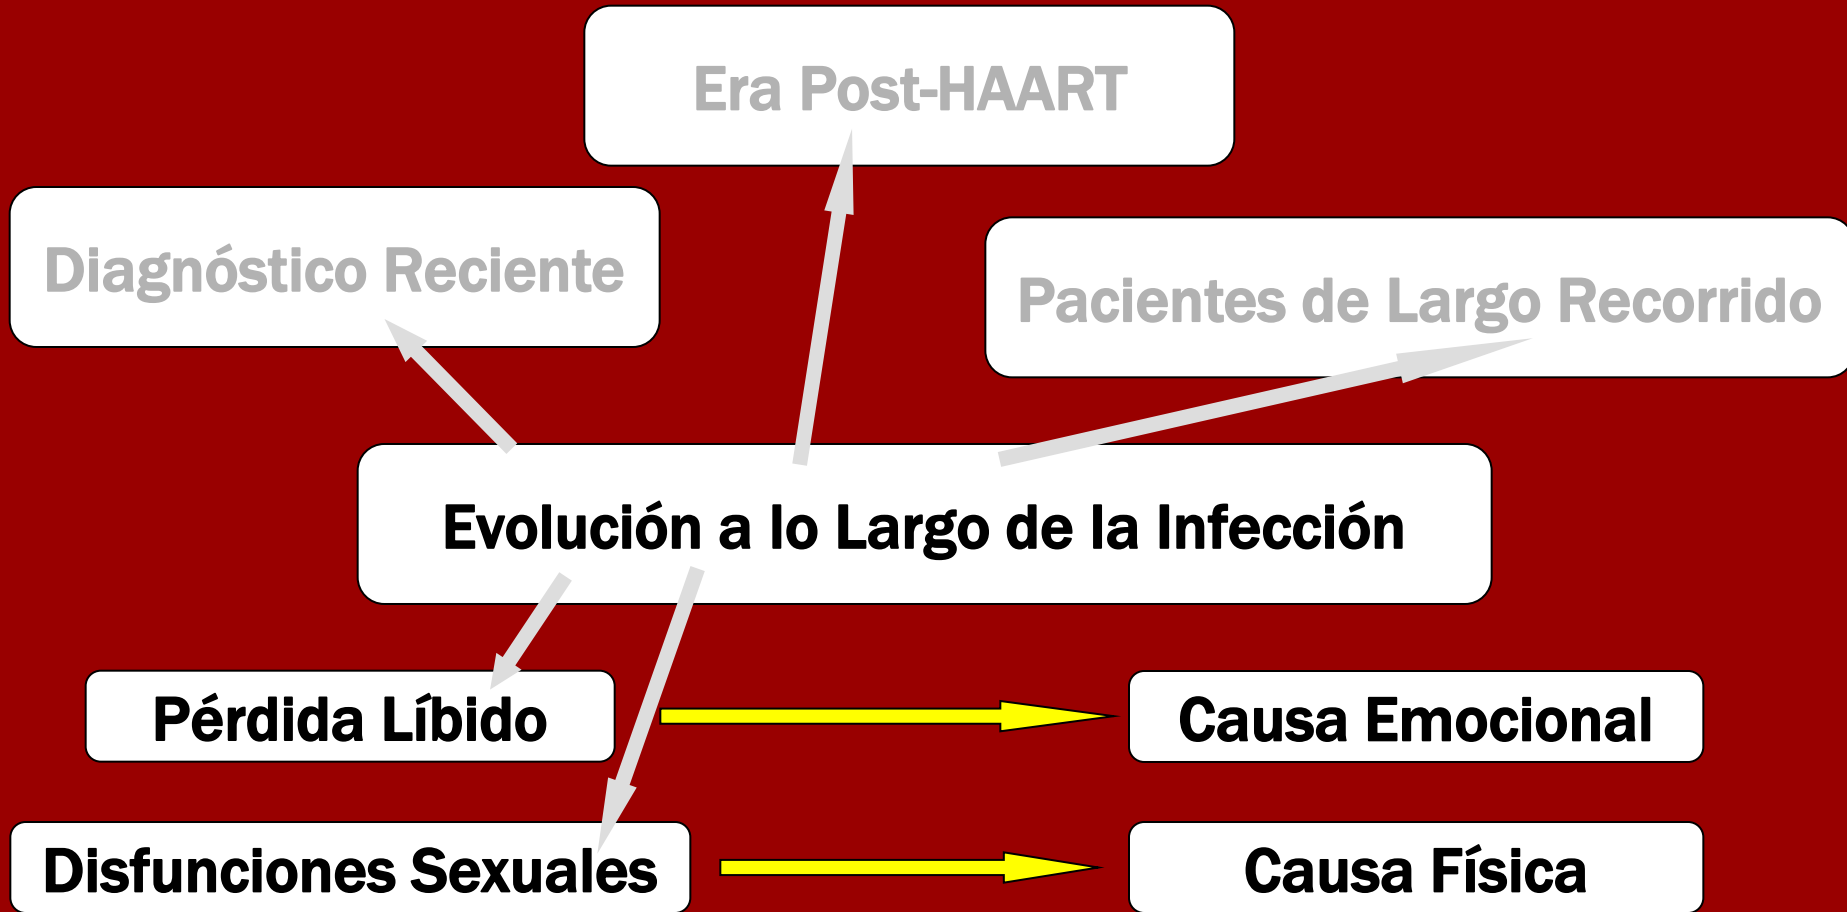 Era Post-HAART
Diagnóstico Reciente
Pacientes de Largo Recorrido
Evolución a lo Largo de la Infección
Pérdida Líbido
Causa Emocional
Disfunciones Sexuales
Causa Física